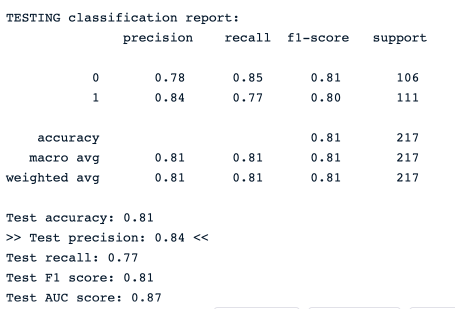 TESTING classification report:
precision recall f1-score support
0 0.78 0.85 0.81 106
1 0.84 0.77 0.80 111
accuracy 0.81 217
macro avg 0.81 0.81 0.81 217
weighted avg 0.81 0.81 0.81 217
Test accuracy: 0.81
>> Test precision: 0.84 <<
Test recall: 0.77
Test F1 score: 0.81
Test AUC score: 0.87